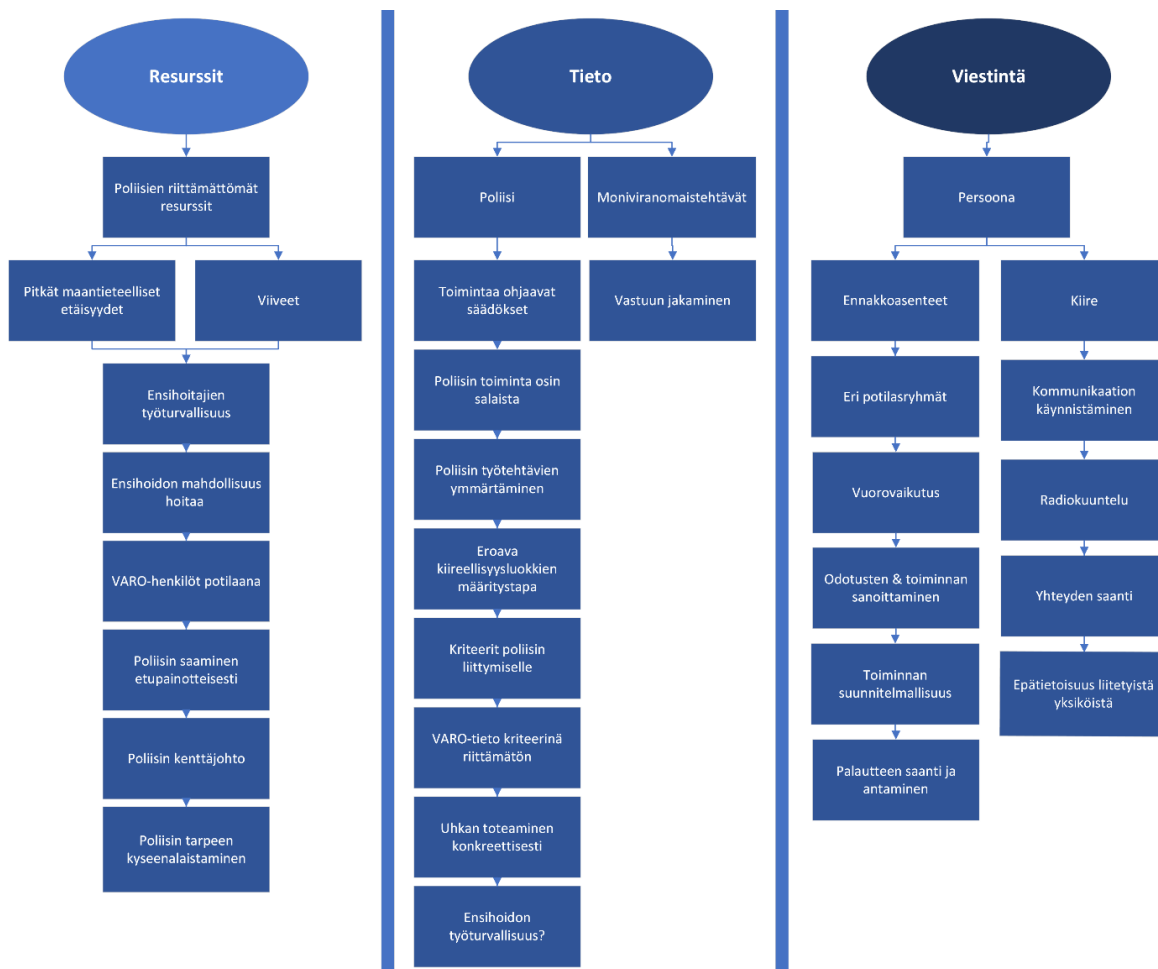 Resurssit
Poliisien riittämättömät
resurssit
Pitkät maantieteelliset
etäisyydet
Viiveet
Ensihoitajien
työturvallisuus
Ensihoidon mahdollisuus
hoitaa
VARO-henkilöt potilaana
Poliisin saaminen
etupainotteisesti
Poliisin kenttäjohto
Poliisin tarpeen
kyseenalaistaminen
Tieto
Poliisi
Moniviranomaistehtävät
Toimintaa ohjaavat
säädökset
Vastuun jakaminen
Poliisin toiminta osin
salaista
Poliisin työtehtävien
ymmärtäminen
Eroava
kiireellisyysluokkien
määritystapa
Kriteerit poliisin
liittymiselle
VARO-tieto kriteerinä
riittämätön
Uhkan toteaminen
konkreettisesti
Ensihoidon
työturvallisuus?
Viestintä
Persoona
Ennakkoasenteet
Kiire
Eri potilasryhmät
Kommunikaation
käynnistäminen
Vuorovaikutus
Radiokuuntelu
Odotusten & toiminnan
sanoittaminen
Yhteyden saanti
Toiminnan
suunnitelmallisuus
Epätietoisuus liitetyistä
yksiköistä
Palautteen saanti ja
antaminen